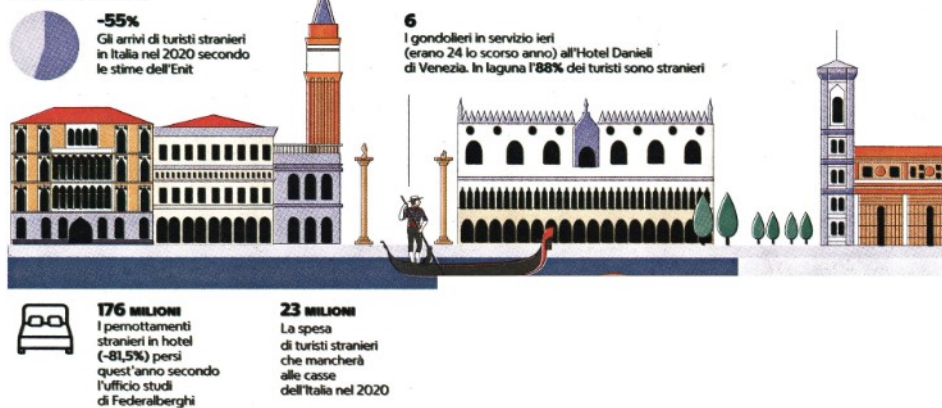 -55%
Gli arrivi di turisti stranieri
in Italia nel 2020 secondo
le stime dell'Enit
6
I gondolieri in servizio ieri
(erano 24 lo scorso anno) all'Hotel Danieli
di Venezia. In laguna l'88% dei turisti sono stranieri
176 MILIONI
I pernottamenti
stranieri in hotel
(-81,5%) persi
quest'anno secondo
l'ufficio studi
di Federalberghi
23 MILIONI
La spesa
di turisti stranieri
che mancherà
alle casse
dell'Italia nel 2020